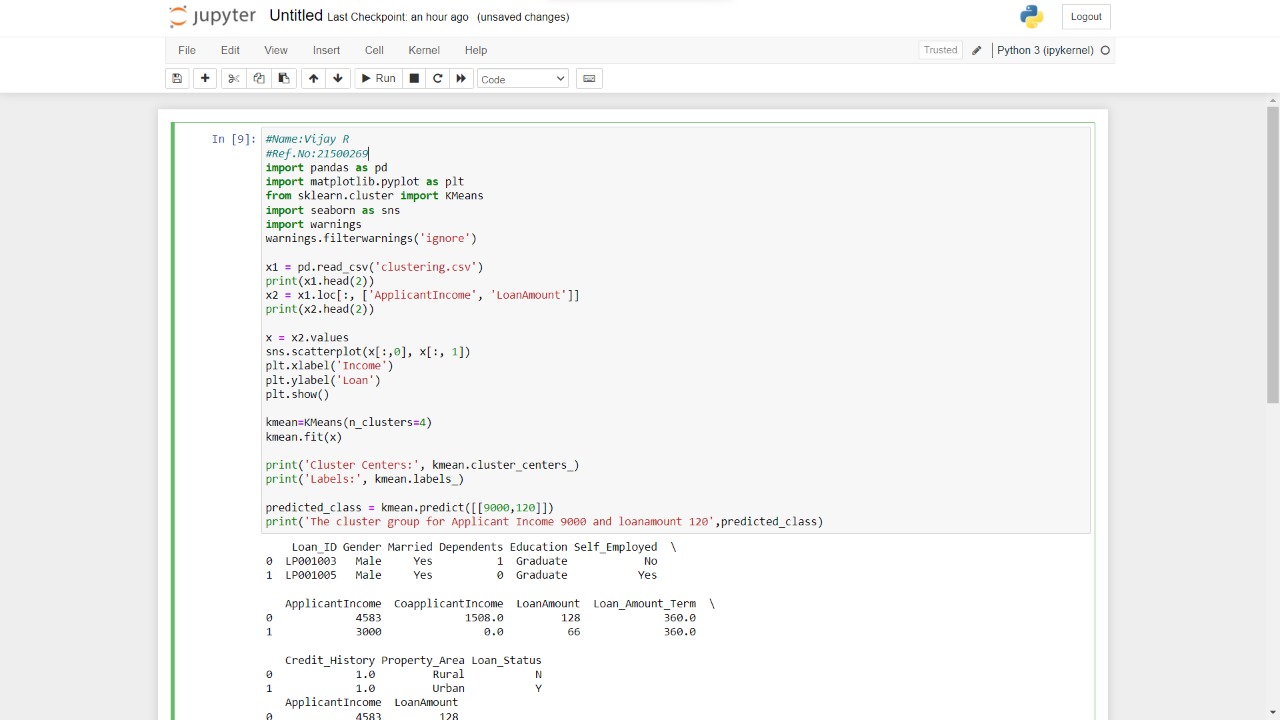 jupyter Untitled Last Checkpoint: an hour ago (unsaved changes) Logout
File Edit View Insert Cell Kernel Help Trusted Python 3 (ipykernel)
Run Code
In [9]: #Name:Vijay R
#Ref.No:21500269
import pandas as pd
import matplotlib.pyplot as plt
from sklearn.cluster import KMeans
import seaborn as sns
import warnings
warnings.filterwarnings('ignore')
x1 = pd.read_csv('clustering.csv')
print(x1.head(2))
x2 = x1.loc[:, ['ApplicantIncome', 'LoanAmount']]
print(x2.head(2))
x = x2.values
sns.scatterplot(x[:,0], x[:, 1])
plt.xlabel('Income')
plt.ylabel('Loan')
plt.show()
kmean=KMeans(n_clusters=4)
kmean.fit(x)
print('Cluster Centers:', kmean.cluster_centers_)
print('Labels:', kmean.labels_)
predicted_class = kmean.predict([[9000,120]])
print('The cluster group for Applicant Income 9000 and loanamount 120',predicted_class)
Loan_ID Gender Married Dependents Education Self_Employed \
0 LP001003 Male Yes 1 Graduate No
1 LP001005 Male Yes 0 Graduate Yes
ApplicantIncome CoapplicantIncome LoanAmount Loan_Amount_Term \
0 4583 1508.0 128 360.0
1 3000 0.0 66 360.0
Credit_History Property_Area Loan_Status
0 1.0 Rural N
1 1.0 Urban Y
ApplicantIncome LoanAmount
0 4583 128